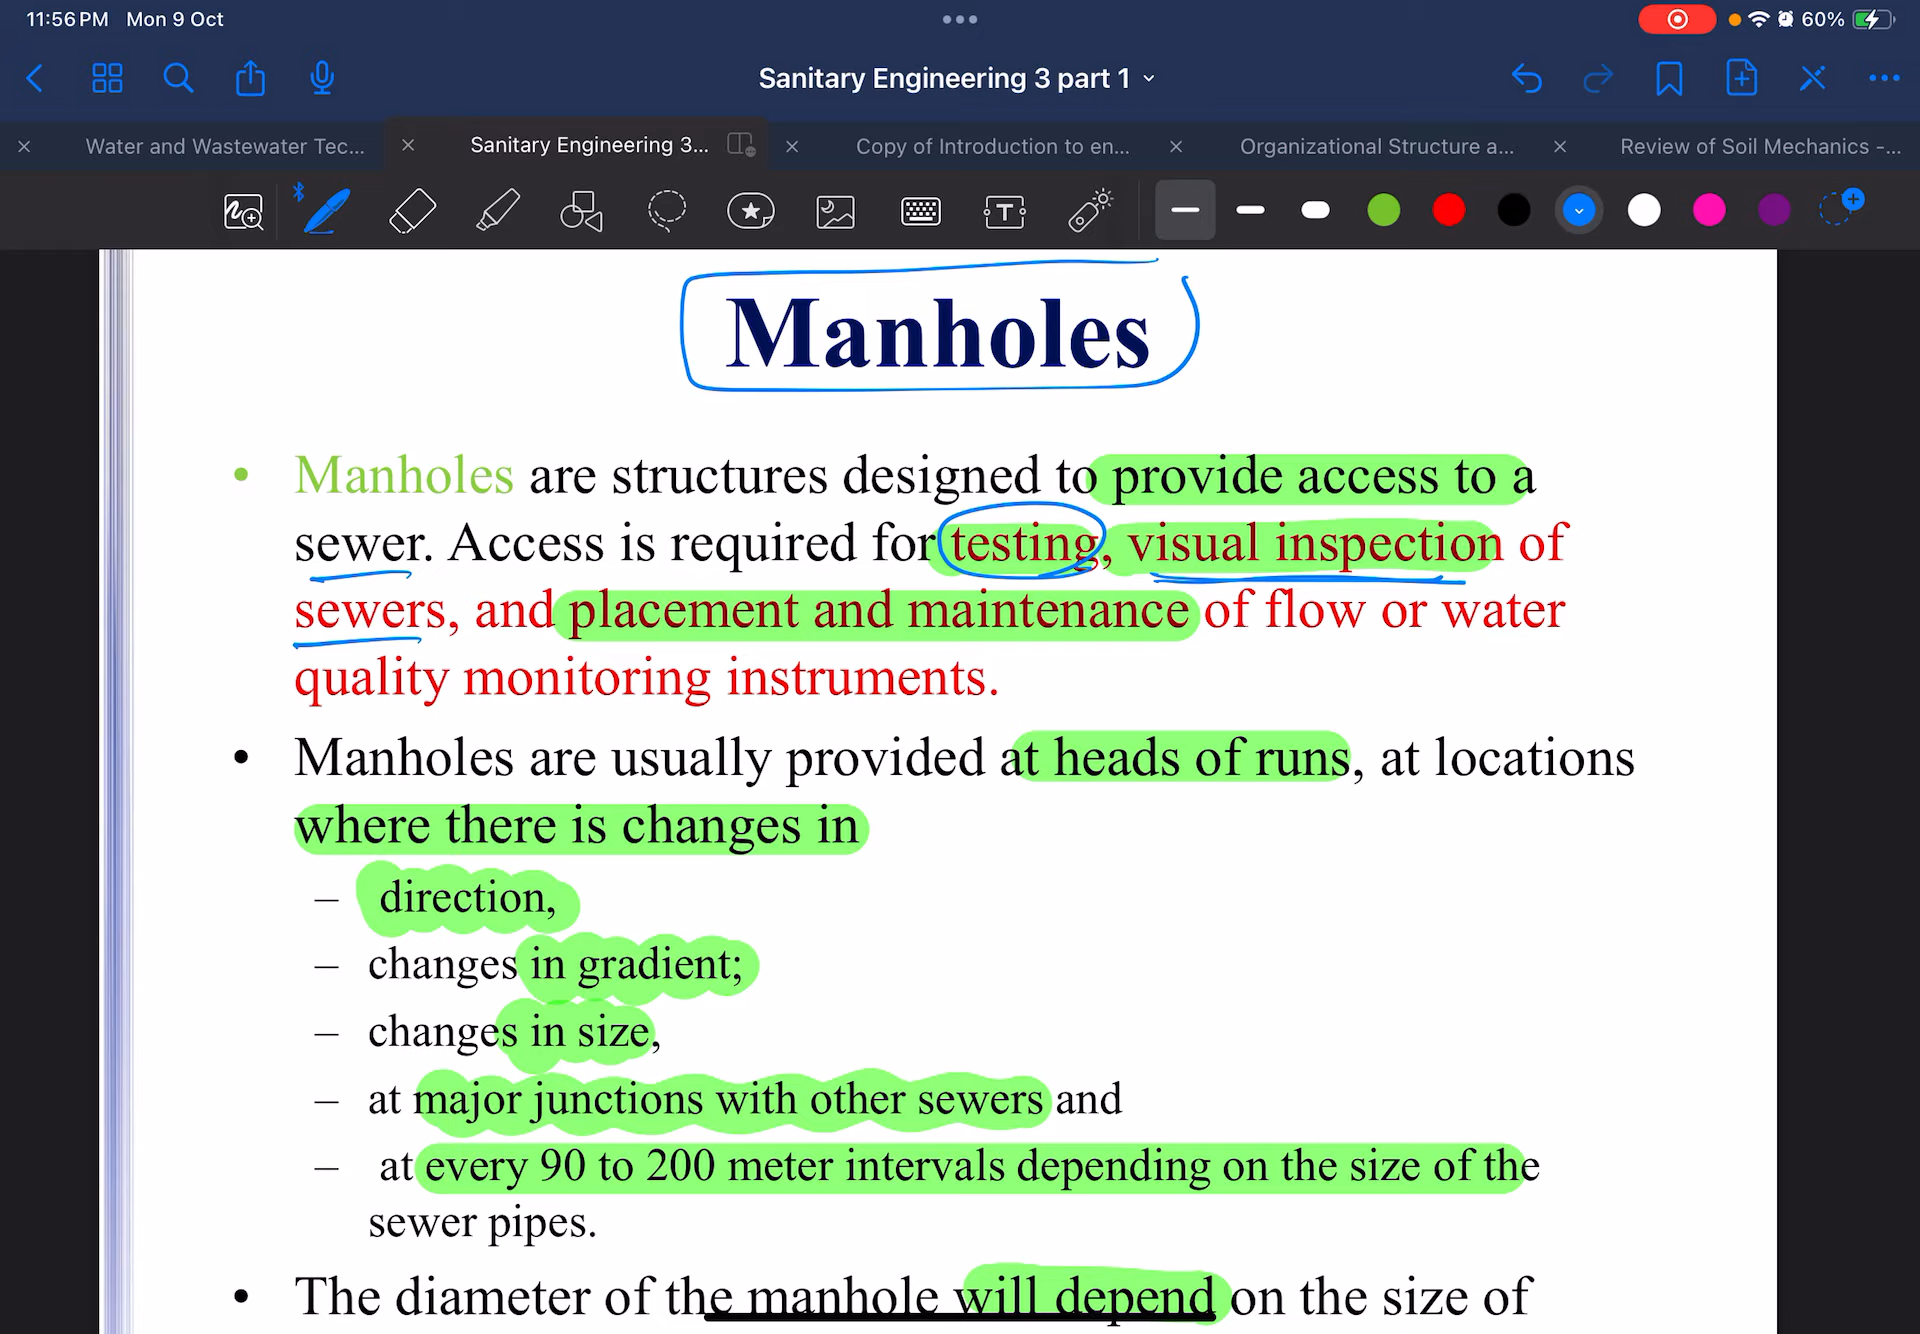 11:56 PM Mon 9 Oct
60%
Sanitary Engineering 3 part 1
Water and Wastewater Tec...
Sanitary Engineering 3...
Copy of Introduction to en...
Organizational Structure a...
Review of Soil Mechanics -...
T
Manholes
• Manholes are structures designed to provide access to a
sewer. Access is required for testing, visual inspection of
sewers, and placement and maintenance of flow or water
quality monitoring instruments.
• Manholes are usually provided at heads of runs, at locations
where there is changes in
– direction,
– changes in gradient;
– changes in size,
– at major junctions with other sewers and
– at every 90 to 200 meter intervals depending on the size of the
sewer pipes.
• The diameter of the manhole will depend on the size of